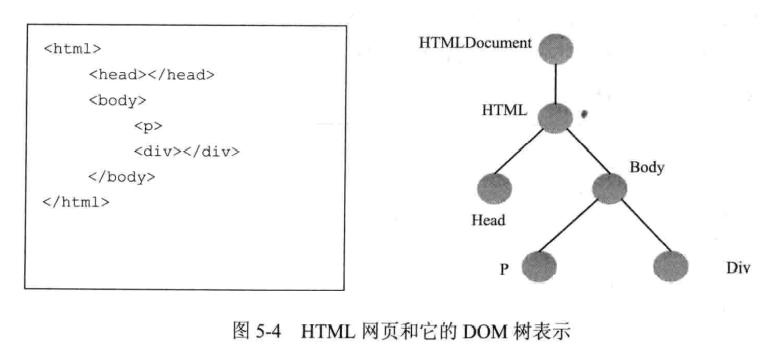 <html>
<head></head>
<body>
<p>
<div></div>
</body>
</html>
HTMLDocument
HTML
Body
Head
P
Div
图 5-4 HTML 网页和它的 DOM 树表示